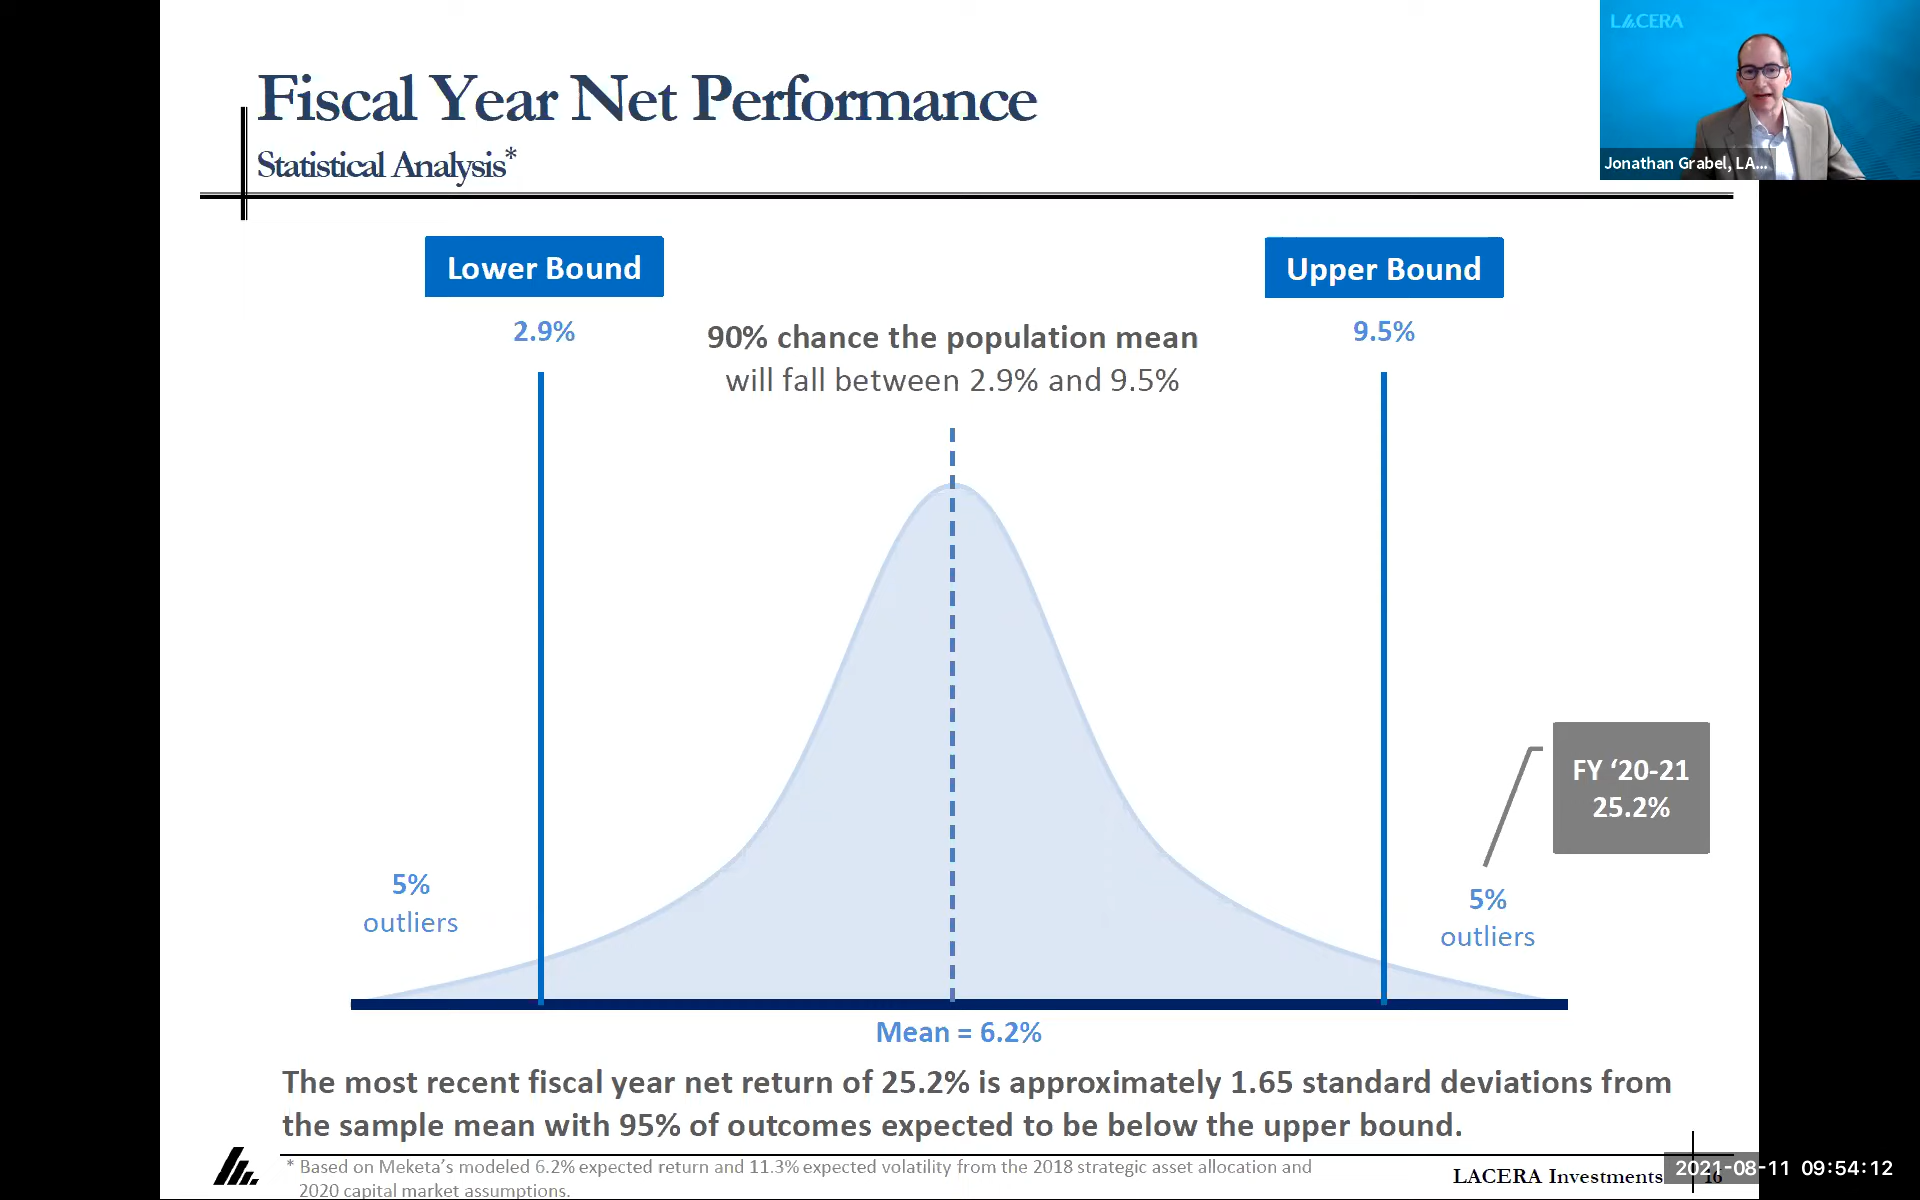 LACERA
Jonathan Grabel, LA...
Fiscal Year Net Performance
Statistical Analysis*
Lower Bound
Upper Bound
2.9%
9.5%
90% chance the population mean
will fall between 2.9% and 9.5%
FY ‘20-21
25.2%
5%
outliers
5%
outliers
Mean = 6.2%
The most recent fiscal year net return of 25.2% is approximately 1.65 standard deviations from
the sample mean with 95% of outcomes expected to be below the upper bound.
* Based on Meketa’s modeled 6.2% expected return and 11.3% expected volatility from the 2018 strategic asset allocation and
2020 capital market assumptions.
LACERA Investments
16
2021-08-11 09:54:12